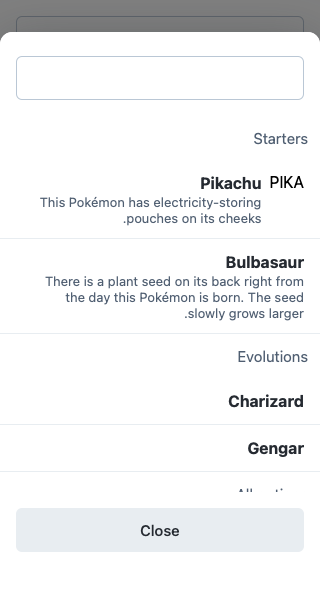 Starters
PIKA Pikachu
This Pokémon has electricity-storing
.pouches on its cheeks
Bulbasaur
There is a plant seed on its back right from
the day this Pokémon is born. The seed
.slowly grows larger
Evolutions
Charizard
Gengar
Close